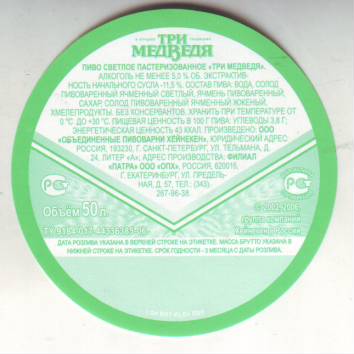 ТРИ
МЕДВЕДЯ
ПИВО СВЕТЛОЕ ПАСТЕРИЗОВАННОЕ «ТРИ МЕДВЕДЯ».
АЛКОГОЛЬ НЕ МЕНЕЕ 5,0 % ОБ. ЭКСТРАКТИВ-
НОСТЬ НАЧАЛЬНОГО СУСЛА -11,5 %. СОСТАВ ПИВА: ВОДА, СОЛОД
ПИВОВАРЕННЫЙ ЯЧМЕННЫЙ СВЕТЛЫЙ, ЯЧМЕНЬ ПИВОВАРЕННЫЙ,
САХАР, СОЛОД ПИВОВАРЕННЫЙ ЯЧМЕННЫЙ ЖЖЕНЫЙ,
ХМЕЛЕПРОДУКТЫ. БЕЗ КОНСЕРВАНТОВ. ХРАНИТЬ ПРИ ТЕМПЕРАТУРЕ ОТ
0 °С ДО +30 °С. ПИЩЕВАЯ ЦЕННОСТЬ В 100 Г ПИВА: УГЛЕВОДЫ 3,8 Г;
ЭНЕРГЕТИЧЕСКАЯ ЦЕННОСТЬ 43 ККАЛ. ПРОИЗВЕДЕНО: ООО
«ОБЪЕДИНЕННЫЕ ПИВОВАРНИ ХЕЙНЕКЕН», ЮРИДИЧЕСКИЙ АДРЕС:
РОССИЯ, 193230, Г. САНКТ-ПЕТЕРБУРГ, УЛ. ТЕЛЬМАНА, Д.
24, ЛИТЕР «А»; АДРЕС ПРОИЗВОДСТВА: ФИЛИАЛ
«ПАТРА» ООО «ОПХ», РОССИЯ, 620016,
Г. ЕКАТЕРИНБУРГ, УЛ. ПРЕДЕЛЬ-
НАЯ, Д. 57, ТЕЛ.: (343)
267-96-38.
Объём 50 л.
группа компаний
Хейнекен в России
ДАТА РОЗЛИВА УКАЗАНА В ВЕРХНЕЙ СТРОКЕ НА ЭТИКЕТКЕ. МАССА БРУТТО УКАЗАНА В
НИЖНЕЙ СТРОКЕ НА ЭТИКЕТКЕ. СРОК ГОДНОСТИ - 3 МЕСЯЦА С ДАТЫ РОЗЛИВА.